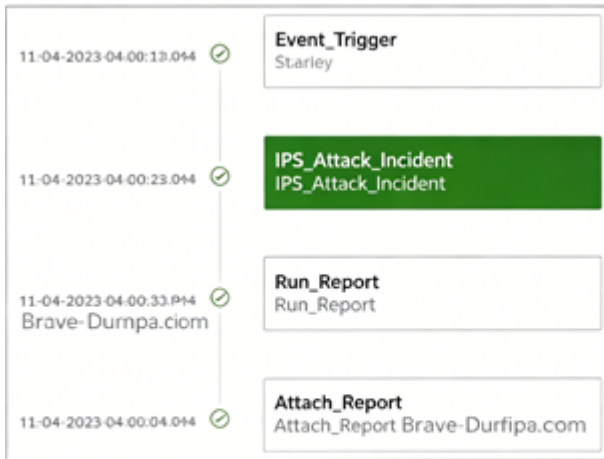 11-04-2023-04:00:13.044
Event_Trigger
Starley
11-04-2023-04:00:23.044
IPS_Attack_Incident
IPS_Attack_Incident
11-04-2023-04:00:33.
Run_Report
Run_Report
Brave-Dumpa.ciom
11-04-2023-04:00:04.044
Attach_Report
Attach_Report Brave-Durfipa.com